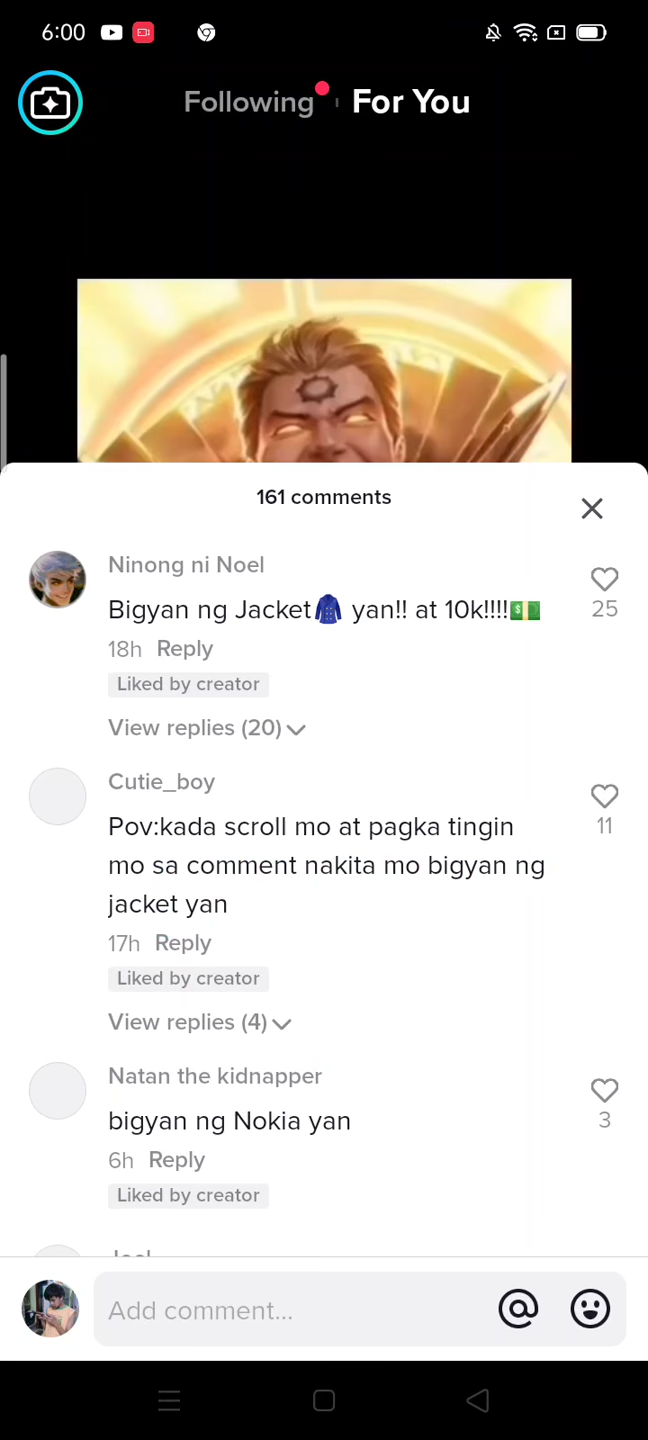 6:00
Following
For You
161 comments
Ninong ni Noel
Bigyan ng Jacket🧥 yan!! at 10k!!!!💵
25
18h Reply
Liked by creator
View replies (20)
Cutie_boy
Pov:kada scroll mo at pagka tingin
mo sa comment nakita mo bigyan ng
jacket yan
11
17h Reply
Liked by creator
View replies (4)
Natan the kidnapper
bigyan ng Nokia yan
3
6h Reply
Liked by creator
Add comment...